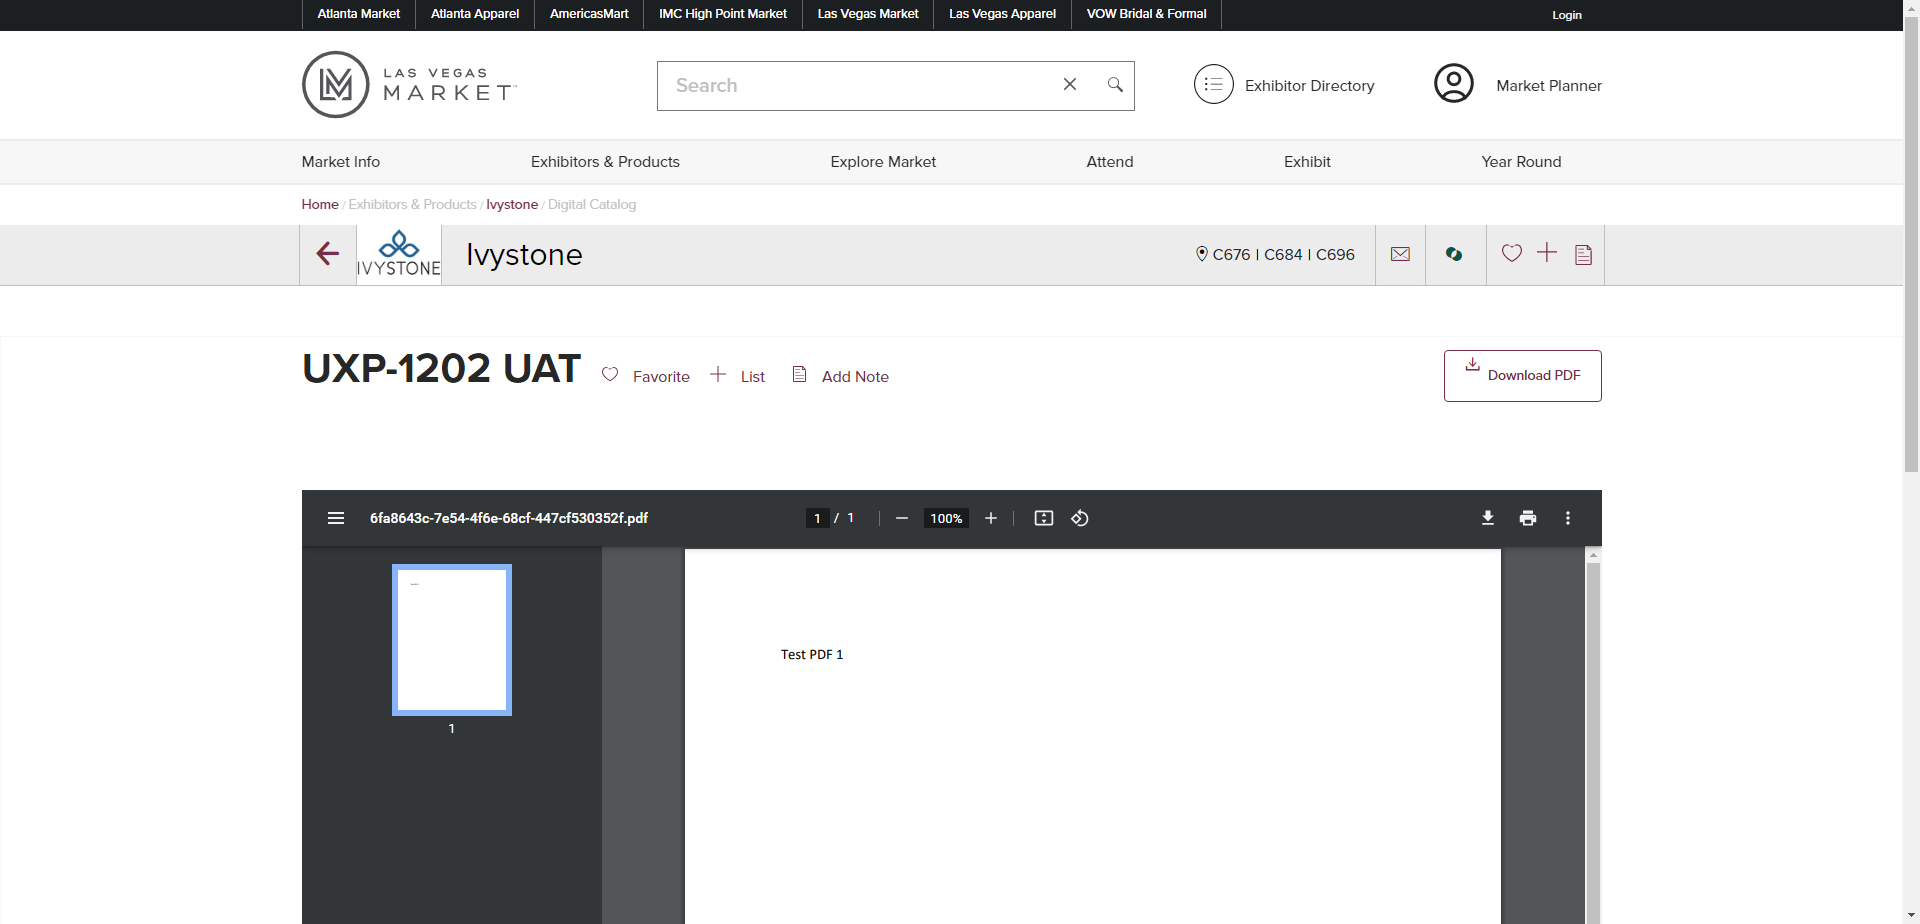 Atlanta Market Atlanta Apparel AmericasMart IMC High Point Market Las Vegas Market Las Vegas Apparel VOW Bridal & Formal Login
LAS VEGAS
MARKET
Search
Exhibitor Directory
Market Planner
Market Info Exhibitors & Products Explore Market Attend Exhibit Year Round
Home / Exhibitors & Products / Ivystone / Digital Catalog
IVYSTONE
Ivystone
C676 | C684 | C696
UXP-1202 UAT
Favorite List Add Note
Download PDF
6fa8643c-7e54-4f6e-68cf-447cf530352f.pdf
1 / 1
100%
Test PDF 1
1